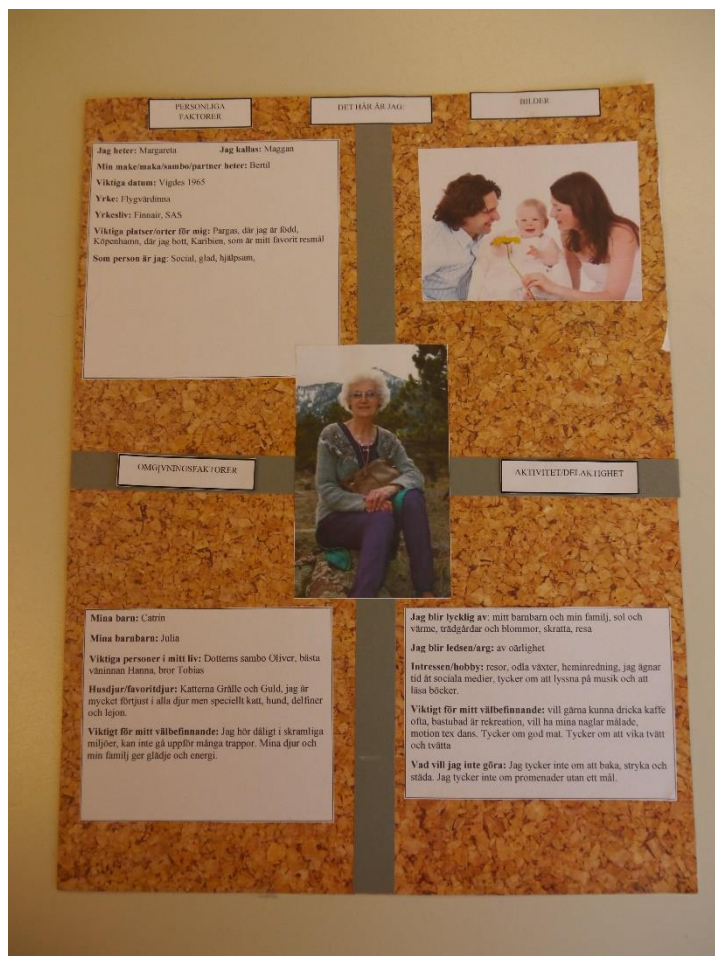 PERSONLIGA
FAKTORER
DET HÄR ÄR JAG:
BILDER
Jag heter: Margareta Jag kallas: Maggan
Min make/maka/sambo/partner heter: Bertil
Viktiga datum: Vigdes 1965
Yrke: Flygvärdinna
Yrkesliv: Finnair, SAS
Viktiga platser/orter för mig: Pargas, där jag är född,
Köpenhamn, där jag bott, Karibien, som är mitt favorit resmål
Som person är jag: Social, glad, hjälpsam,
OMGIVNINGSFAKTORER
AKTIVITET/DELAKTIGHET
Mina barn: Catrin
Mina barnbarn: Julia
Viktiga personer i mitt liv: Dotterns sambo Oliver, bästa
väninnan Hanna, bror Tobias
Husdjur/favoritdjur: Katterna Grålle och Guld, jag är
mycket förtjust i alla djur men speciellt katt, hund, delfiner
och lejon.
Viktigt för mitt välbefinnande: Jag hör dåligt i skramliga
miljöer, kan inte gå uppför många trappor. Mina djur och
min familj ger glädje och energi.
Jag blir lycklig av: mitt barnbarn och min familj, sol och
värme, trädgårdar och blommor, skratta, resa
Jag blir ledsen/arg: av oärlighet
Intressen/hobby: resor, odla växter, heminredning, jag ägnar
tid åt sociala medier, tycker om att lyssna på musik och att
läsa böcker.
Viktigt för mitt välbefinnande: vill gärna kunna dricka kaffe
ofta, bastubad är rekreation, vill ha mina naglar målade,
motion tex dans. Tycker om god mat. Tycker om att vika tvätt
och tvätta
Vad vill jag inte göra: Jag tycker inte om att baka, stryka och
städa. Jag tycker inte om promenader utan ett mål.